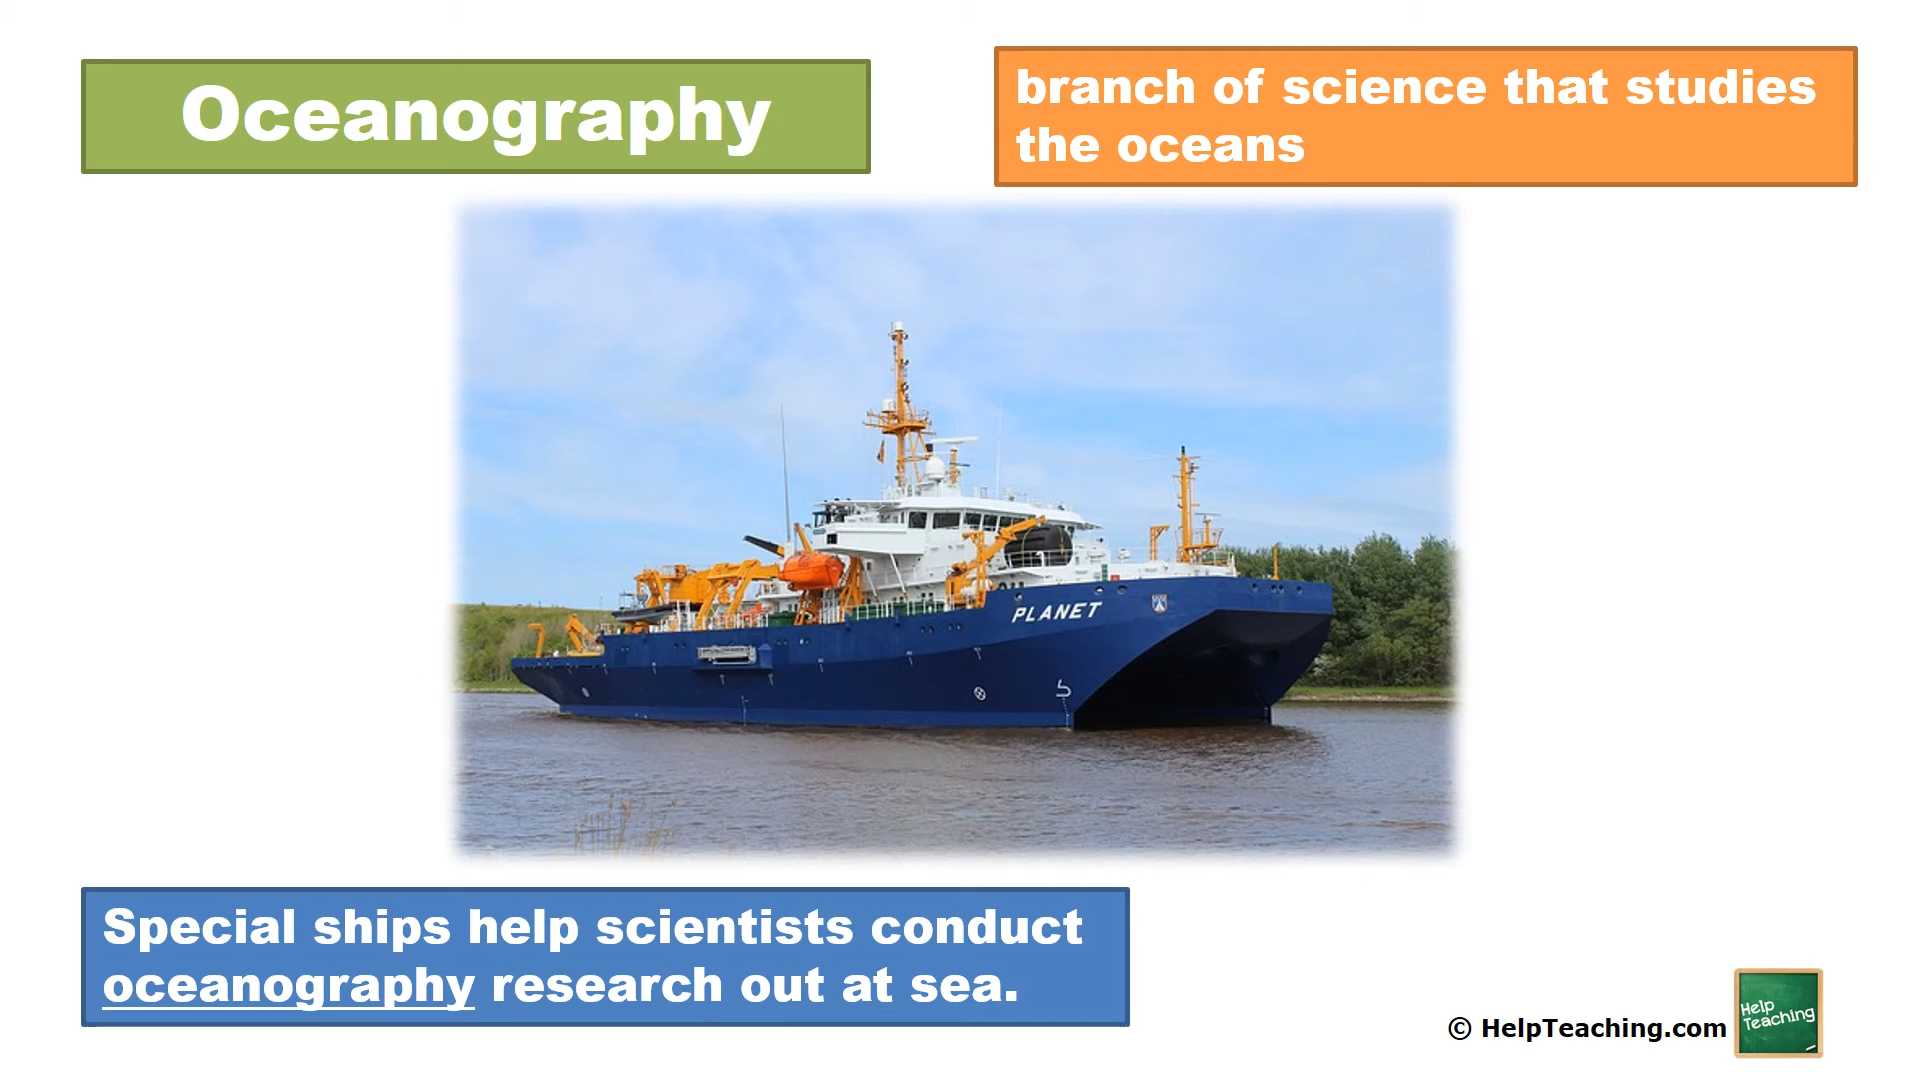 Oceanography
branch of science that studies
the oceans
PLANET
Special ships help scientists conduct
oceanography research out at sea.
© HelpTeaching.com
Help
Teaching